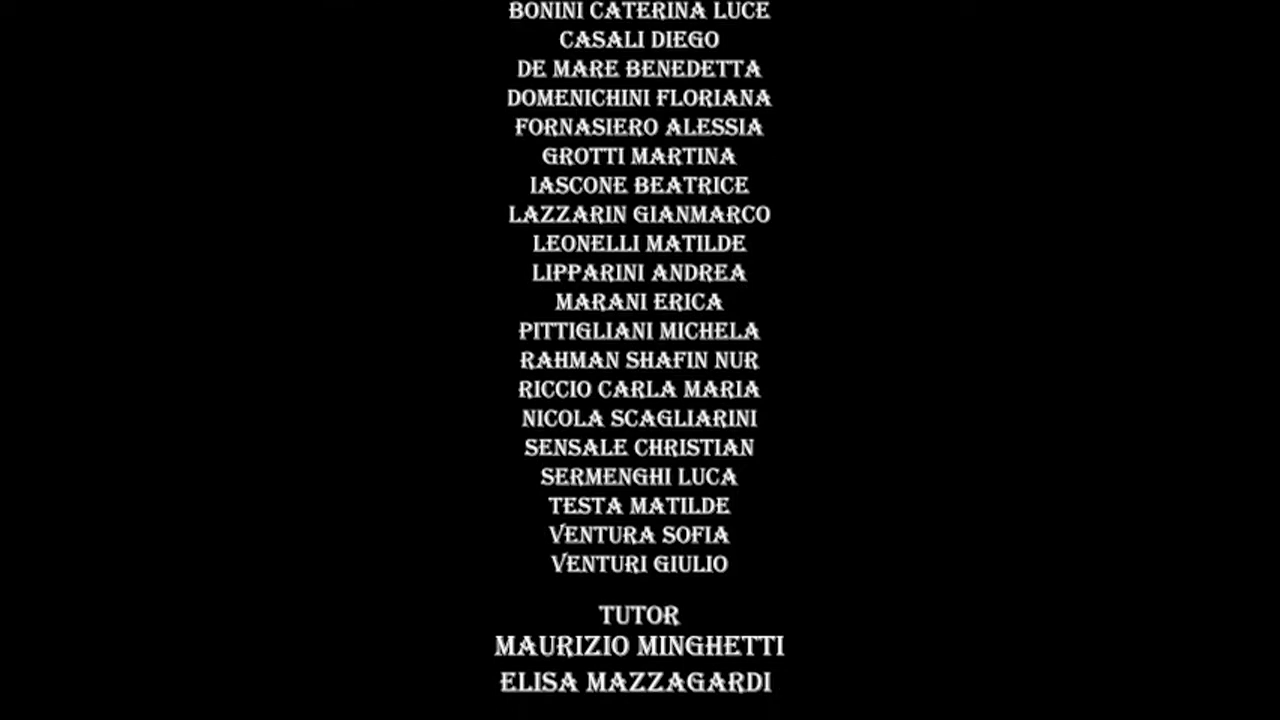 BONINI CATERINA LUCE
CASALI DIEGO
DE MARE BENEDETTA
DOMENICHINI FLORIANA
FORNASIERO ALESSIA
GROTTI MARTINA
IASCONE BEATRICE
LAZZARIN GIANMARCO
LEONELLI MATILDE
LIPPARINI ANDREA
MARANI ERICA
PITTIGLIANI MICHELA
RAHMAN SHAFIN NUR
RICCIO CARLA MARIA
NICOLA SCAGLIARINI
SENSALE CHRISTIAN
SERMENGHI LUCA
TESTA MATILDE
VENTURA SOFIA
VENTURI GIULIO
TUTOR
MAURIZIO MINGHETTI
ELISA MAZZAGARDI